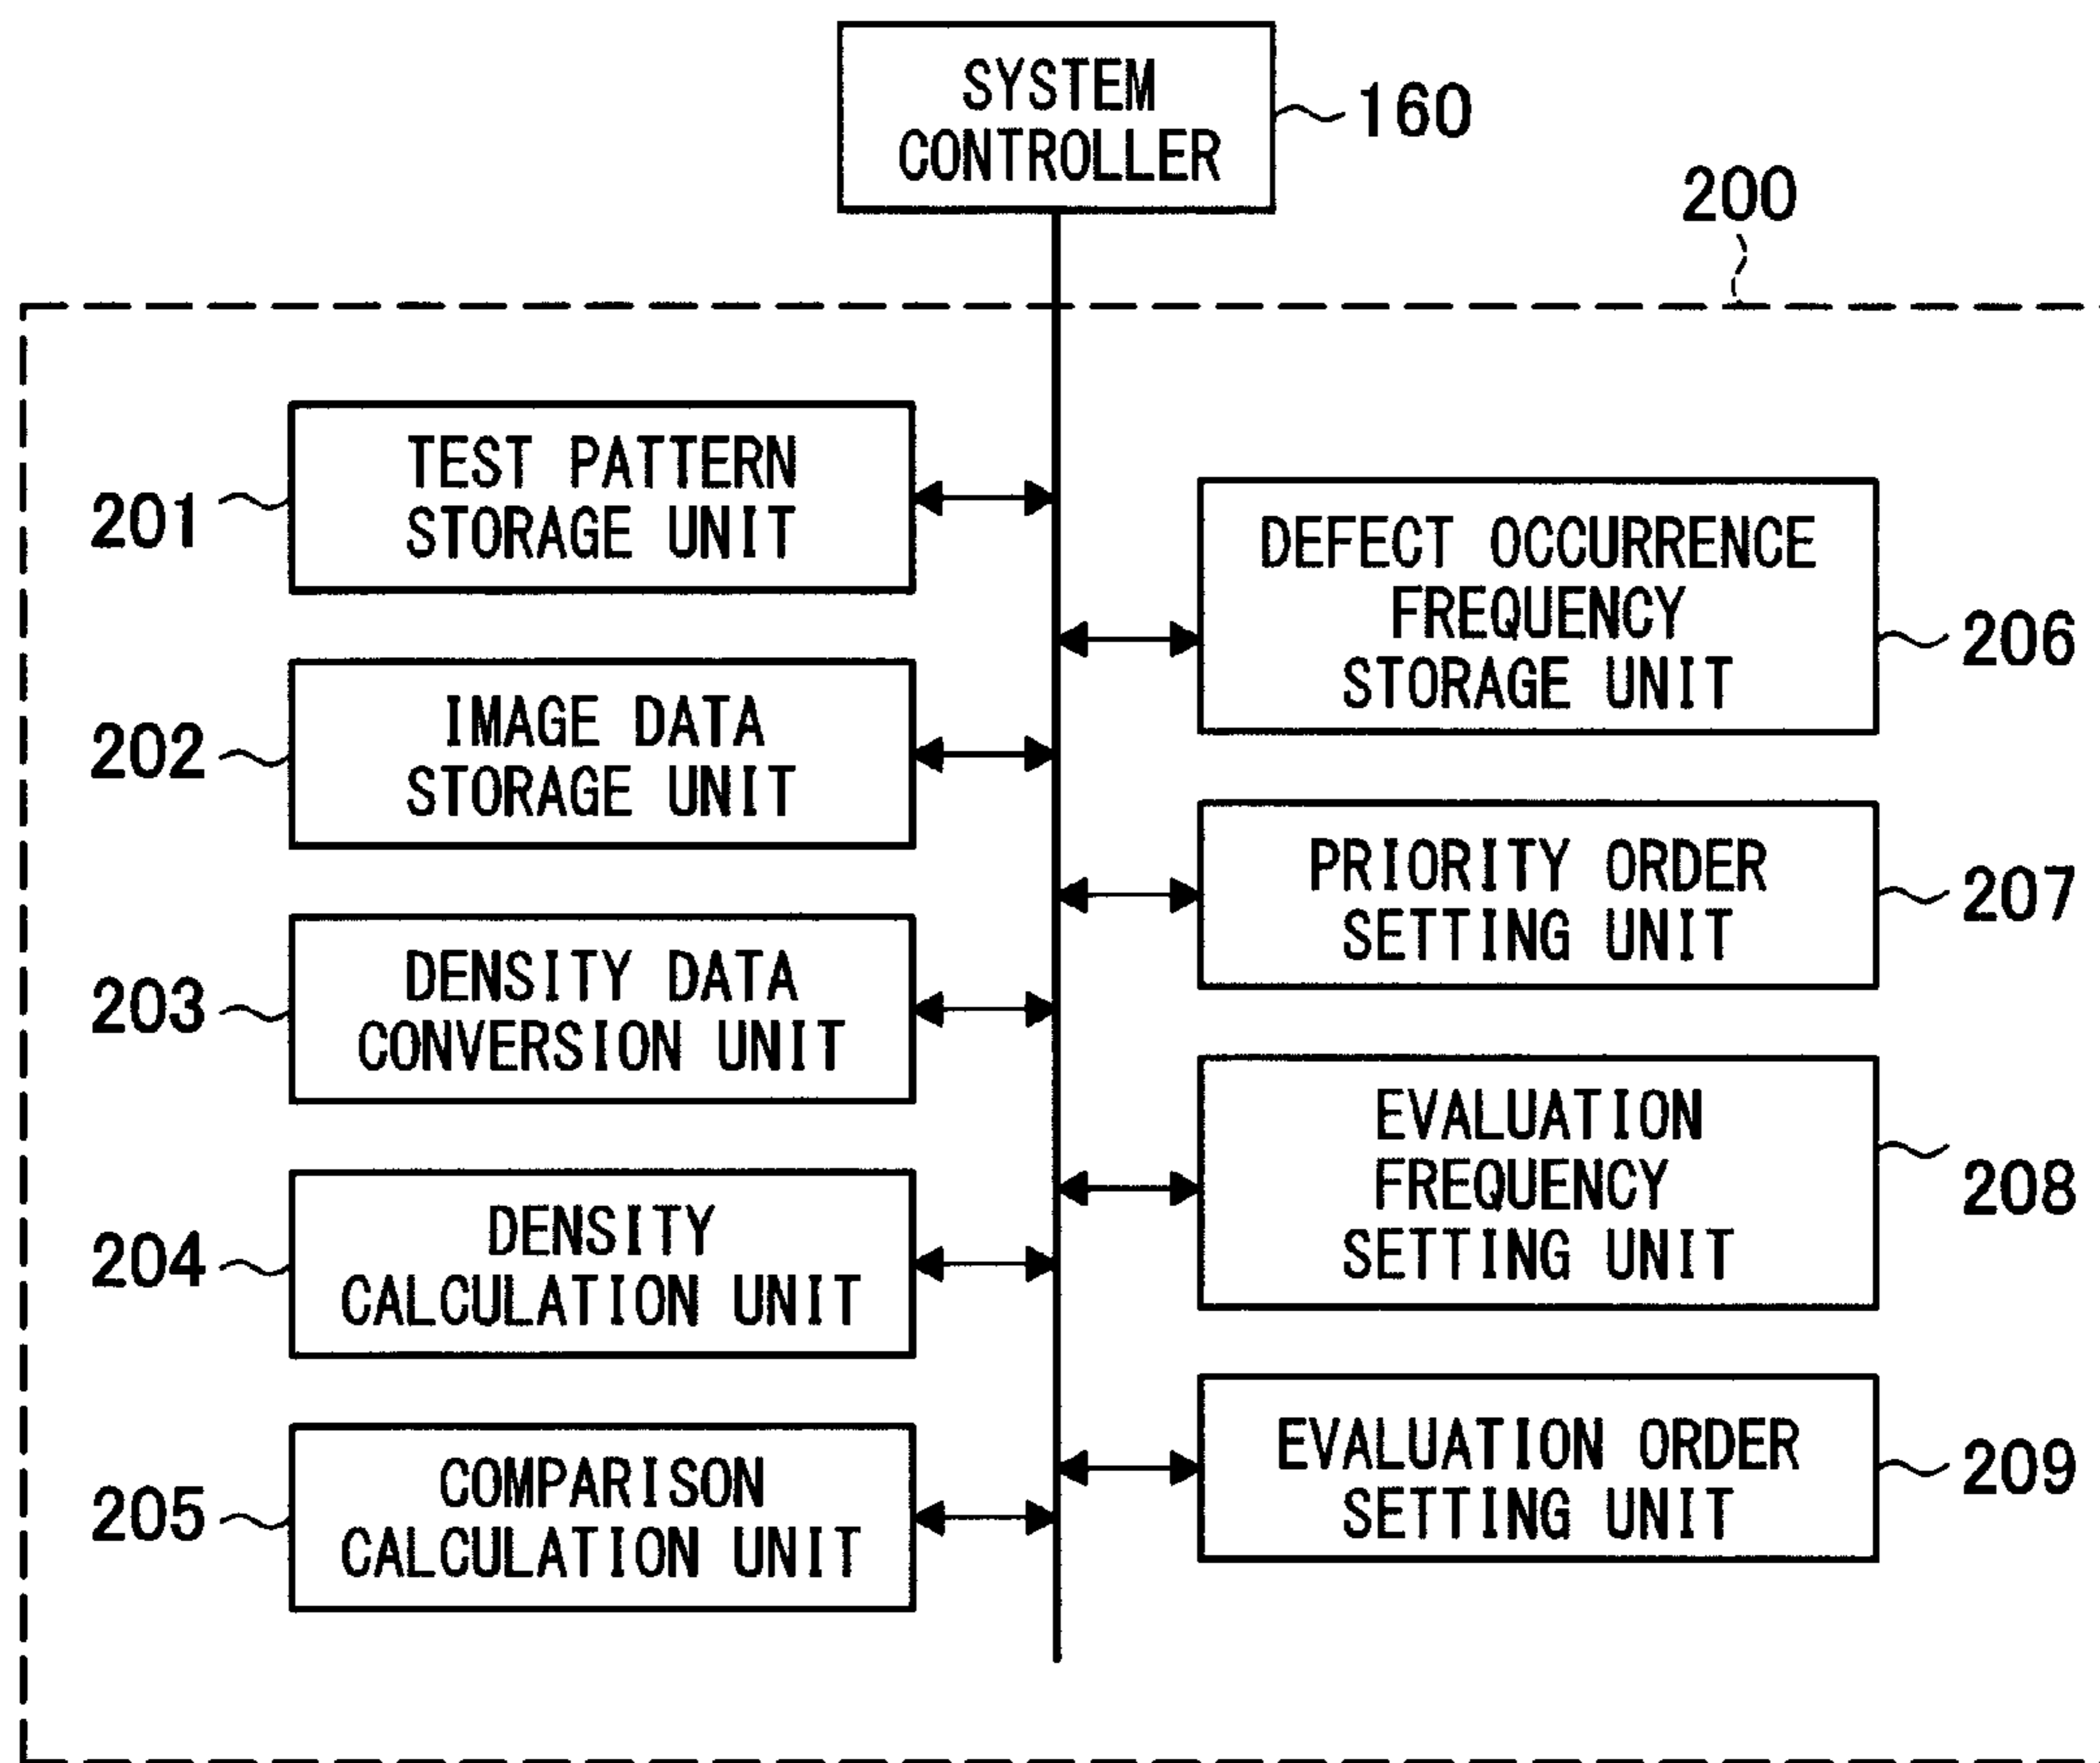 SYSTEM
CONTROLLER
160
200
TEST PATTERN
STORAGE UNIT
201
IMAGE DATA
STORAGE UNIT
202
DENSITY DATA
CONVERSION UNIT
203
DENSITY
CALCULATION UNIT
204
COMPARISON
CALCULATION UNIT
205
DEFECT OCCURRENCE
FREQUENCY
STORAGE UNIT
206
PRIORITY ORDER
SETTING UNIT
207
EVALUATION
FREQUENCY
SETTING UNIT
208
EVALUATION ORDER
SETTING UNIT
209